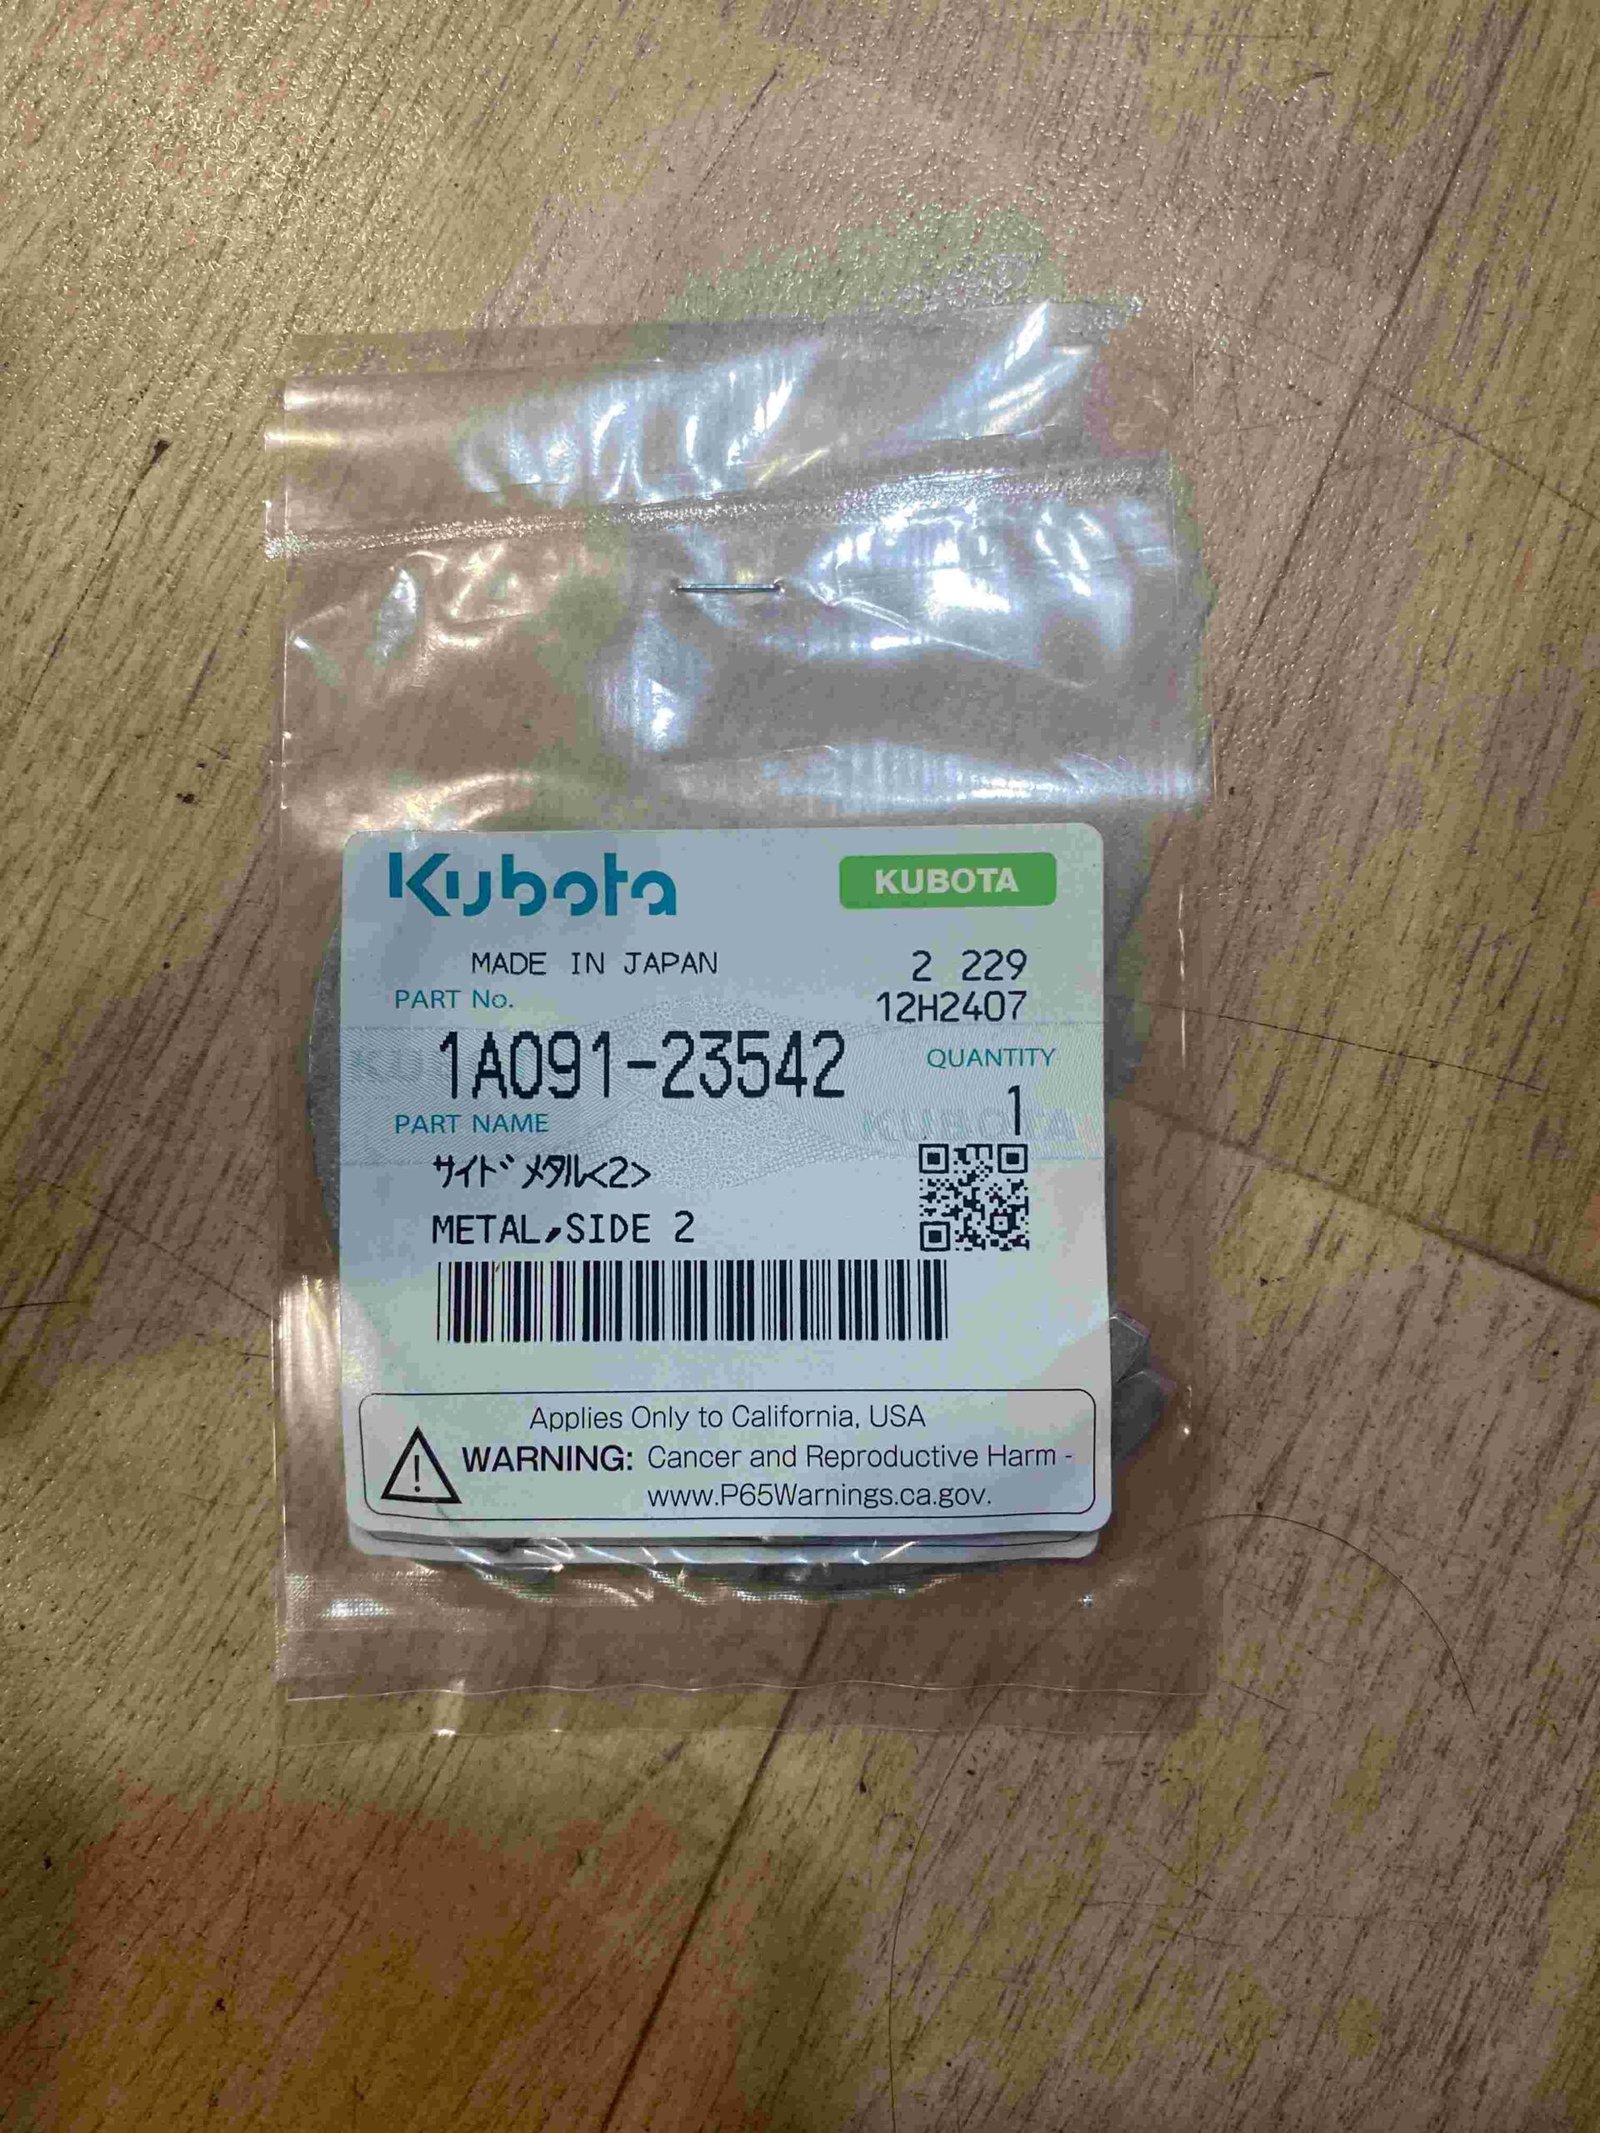 Kubota KUBOTA
MADE IN JAPAN 2 229
PART No. 12H2407
1A091-23542 QUANTITY
1
PART NAME
サイドメタル<2>
METAL,SIDE 2
Applies Only to California, USA
WARNING: Cancer and Reproductive Harm -
www.P65Warnings.ca.gov.
KUBOTA